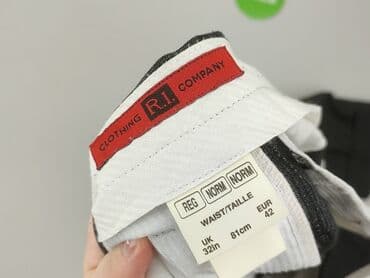 CLOTHING R.I. COMPANY
REG NORM NORM
WAIST/TAILLE
UK EUR
32in 81cm 42